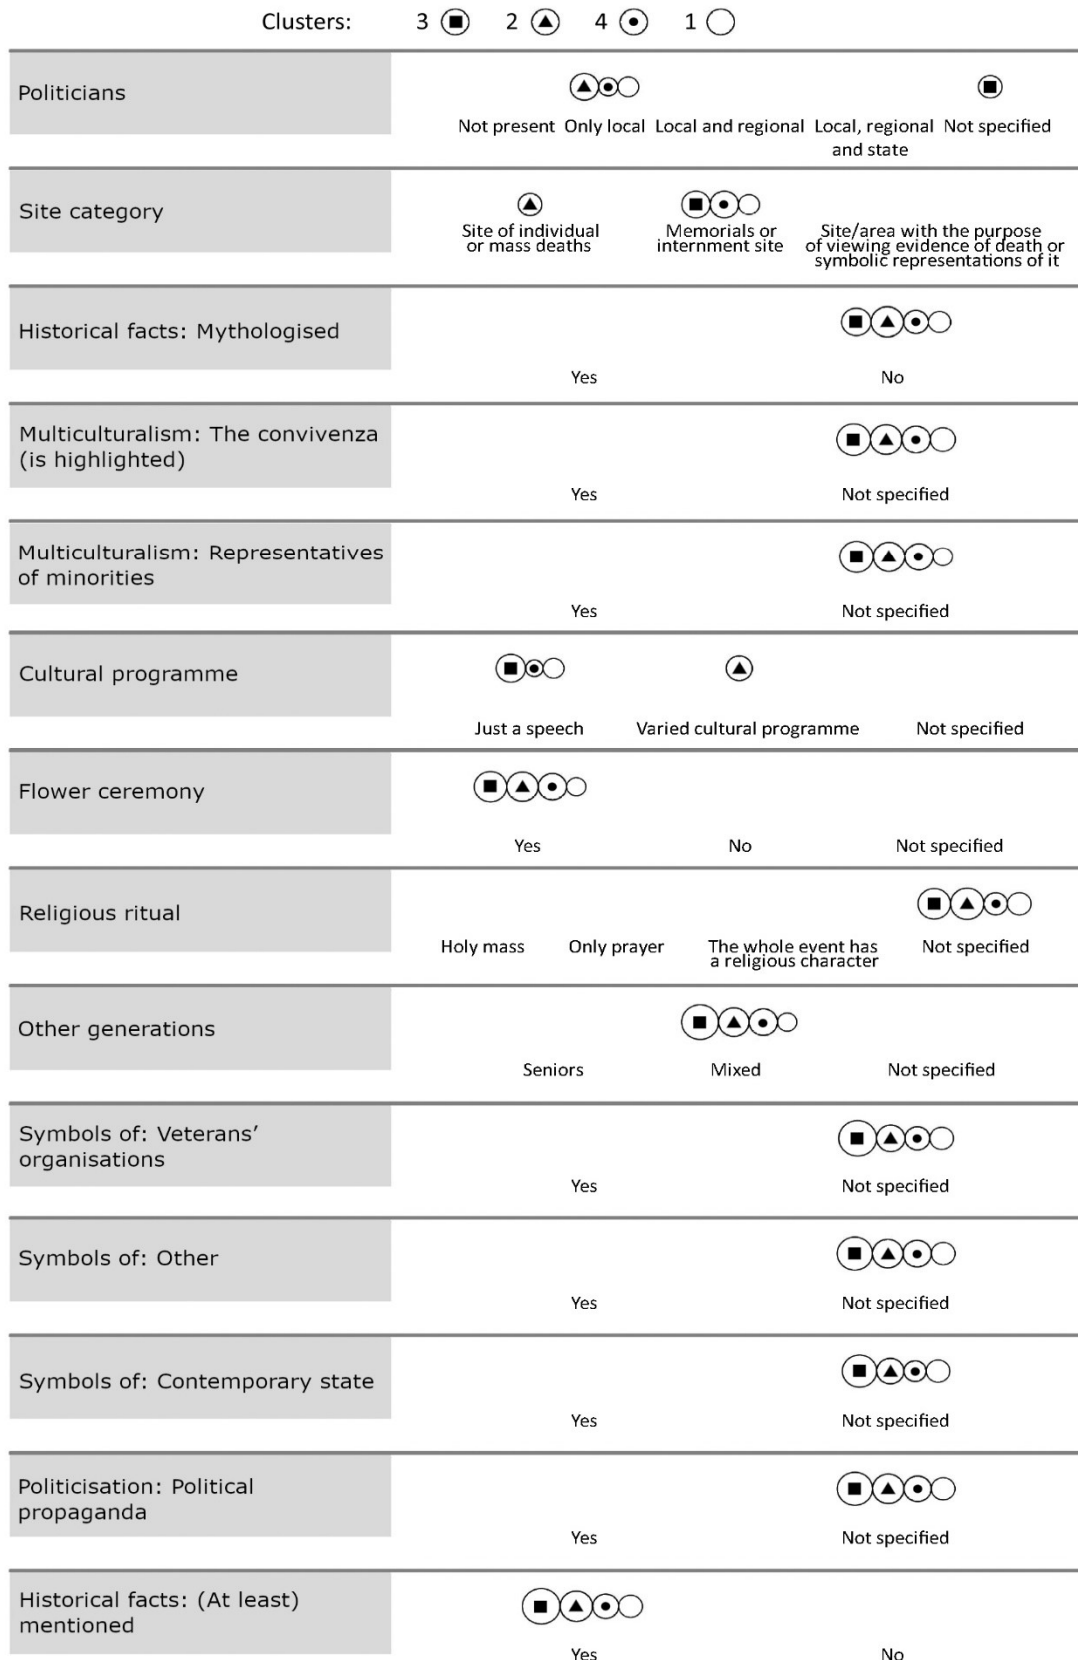 Clusters: 3 2 4 1
Politicians
Not present Only local Local and regional Local, regional and state Not specified
Site category
Site of individual or mass deaths
Memorials or internment site
Site/area with the purpose of viewing evidence of death or symbolic representations of it
Historical facts: Mythologised
Yes No
Multiculturalism: The convivenza
(is highlighted)
Yes Not specified
Multiculturalism: Representatives
of minorities
Yes Not specified
Cultural programme
Just a speech Varied cultural programme Not specified
Flower ceremony
Yes No Not specified
Religious ritual
Holy mass Only prayer The whole event has a religious character Not specified
Other generations
Seniors Mixed Not specified
Symbols of: Veterans’
organisations
Yes Not specified
Symbols of: Other
Yes Not specified
Symbols of: Contemporary state
Yes Not specified
Politicisation: Political
propaganda
Yes Not specified
Historical facts: (At least)
mentioned
Yes No